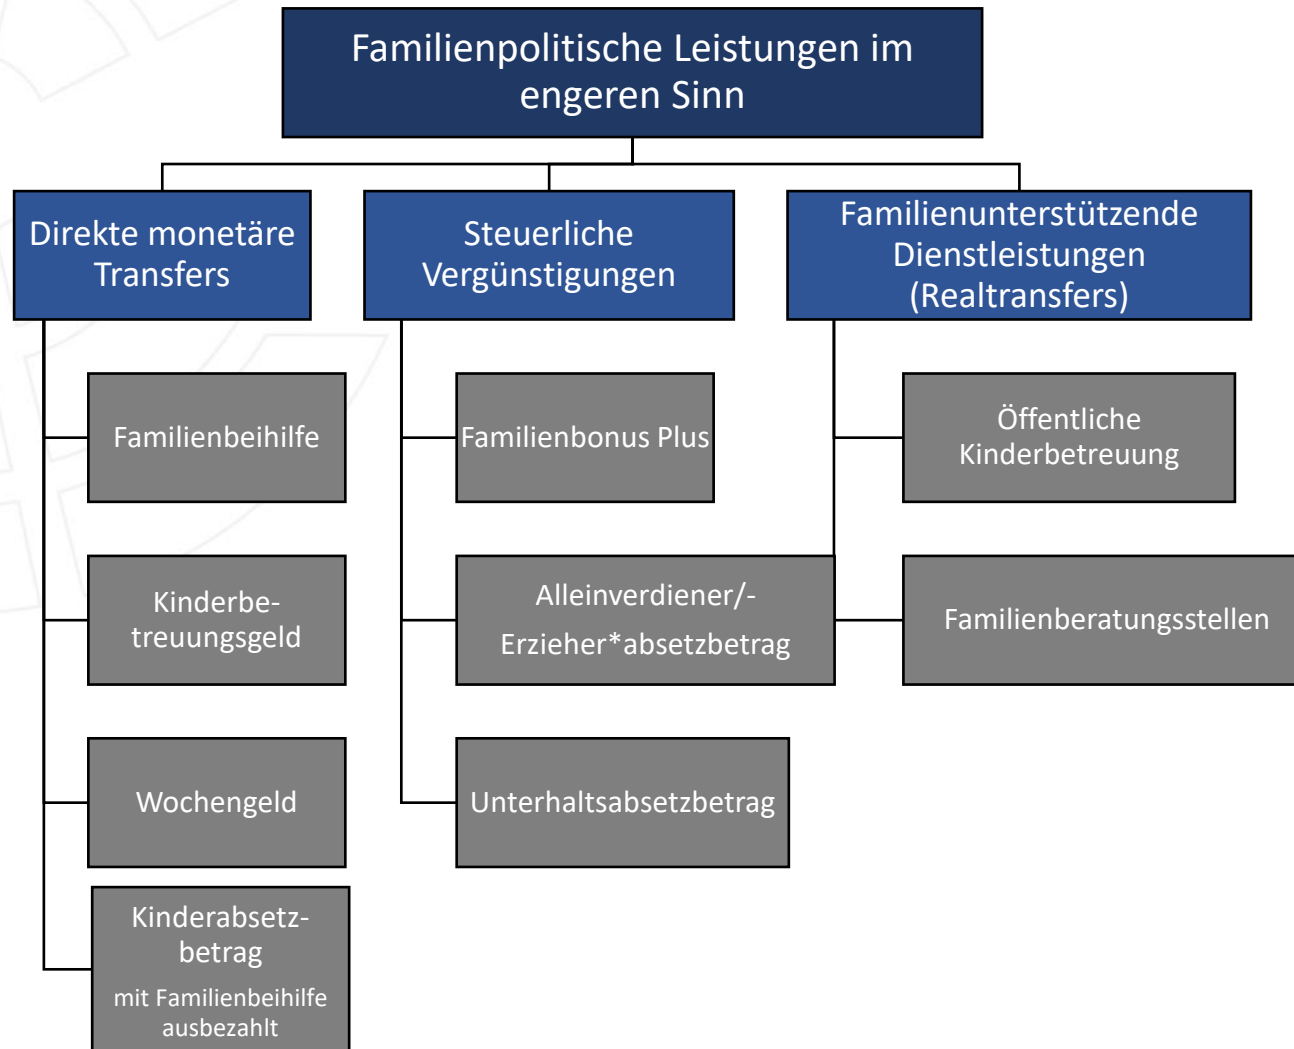 Familienpolitische Leistungen im
engeren Sinn
Direkte monetäre
Transfers
Steuerliche
Vergünstigungen
Familienunterstützende
Dienstleistungen
(Realtransfers)
Familienbeihilfe
Kinderbe-
treuungsgeld
Wochengeld
Kinderabsetz-
betrag
mit Familienbeihilfe
ausbezahlt
Familienbonus Plus
Alleinverdiener/-
Erzieher*absetzbetrag
Unterhaltsabsetzbetrag
Öffentliche
Kinderbetreuung
Familienberatungsstellen